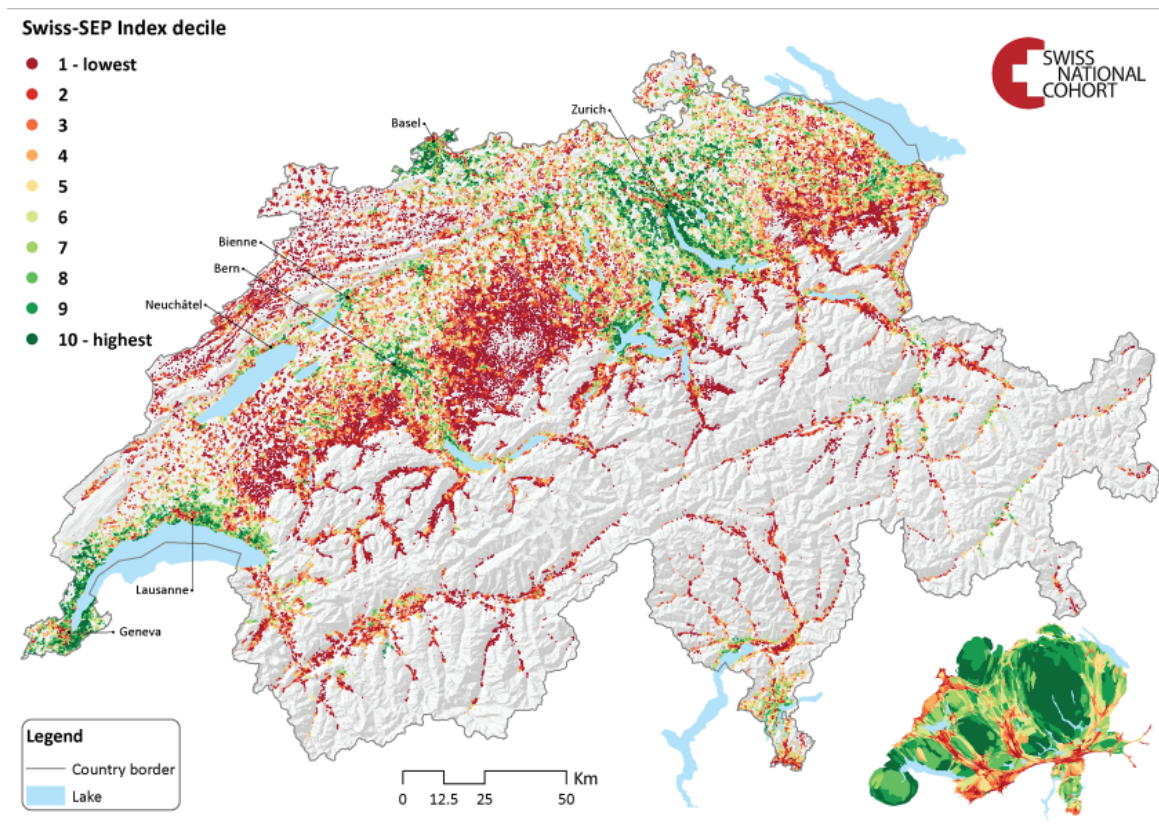 Swiss-SEP Index decile
1 - lowest
2
3
4
5
6
7
8
9
10 - highest
SWISS
NATIONAL
COHORT
Zurich
Basel
Bienne
Bern
Neuchâtel
Lausanne
Geneva
Legend
Country border
Lake
Km
0 12.5 25 50